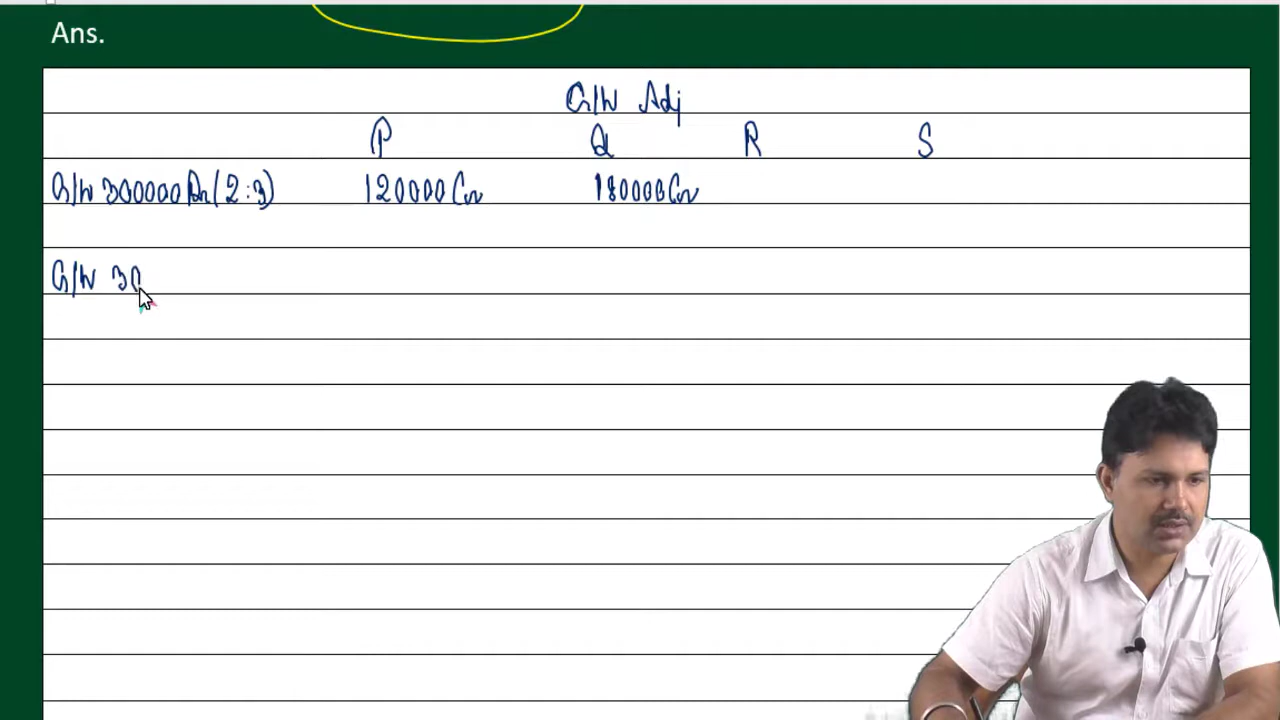 Ans.
G/W Adj
P Q R S
G/W 300000 Dr (2:3) 120000 Cr 180000 Cr
G/W 30